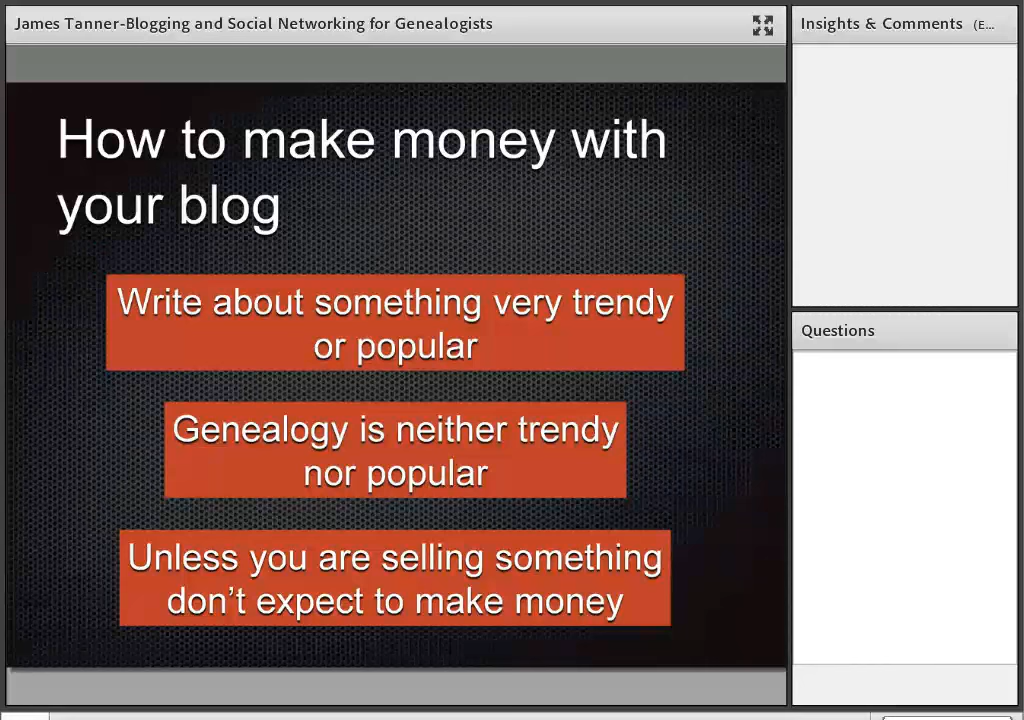 James Tanner-Blogging and Social Networking for Genealogists
Insights & Comments (E...
How to make money with
your blog
Write about something very trendy
or popular
Genealogy is neither trendy
nor popular
Unless you are selling something
don’t expect to make money
Questions